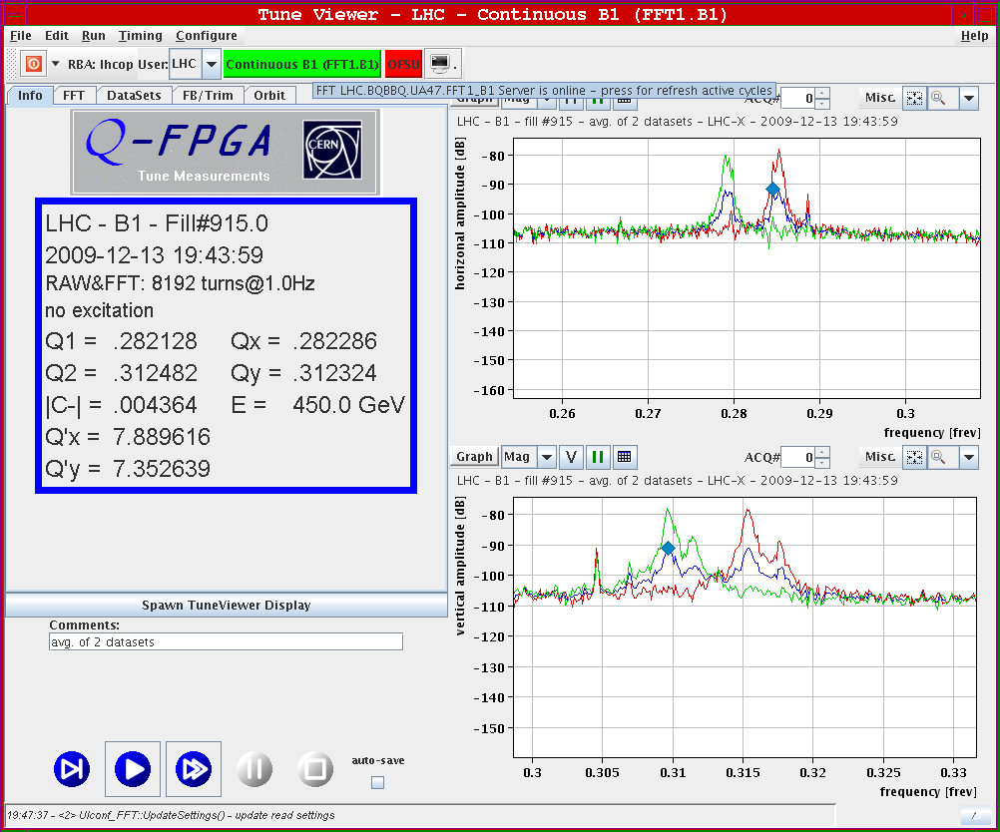 Tune Viewer - LHC - Continuous B1 (FFT1.B1)
File Edit Run Timing Configure Help
RBA: lhcop User: LHC Continuous B1 (FFT1.B1) OFSU
Info FFT DataSets FB/Trim Orbit
FFT LHC.BQBBQ.UA47.FFT1_B1 Server is online - press for refresh active cycles
Graph Mag ACQ# 0 Misc.
Q-FPGA
Tune Measurements
CERN
LHC - B1 - fill #915 - avg. of 2 datasets - LHC-X - 2009-12-13 19:43:59
horizonal amplitude [dB]
-80
-90
-100
-110
-120
-130
-140
-150
-160
0.26 0.27 0.28 0.29 0.3
frequency [frev]
LHC - B1 - Fill#915.0
2009-12-13 19:43:59
RAW&FFT: 8192 turns@1.0Hz
no excitation
Q1 = .282128 Qx = .282286
Q2 = .312482 Qy = .312324
|C-| = .004364 E = 450.0 GeV
Q'x = 7.889616
Q'y = 7.352639
Graph Mag V ACQ# 0 Misc.
LHC - B1 - fill #915 - avg. of 2 datasets - LHC-X - 2009-12-13 19:43:59
vertical amplitude [dB]
-80
-90
-100
-110
-120
-130
-140
-150
0.3 0.305 0.31 0.315 0.32 0.325 0.33
frequency [frev]
Spawn TuneViewer Display
Comments:
avg. of 2 datasets
auto-save
19:47:37 - <2> UIconf_FFT::UpdateSettings() - update read settings